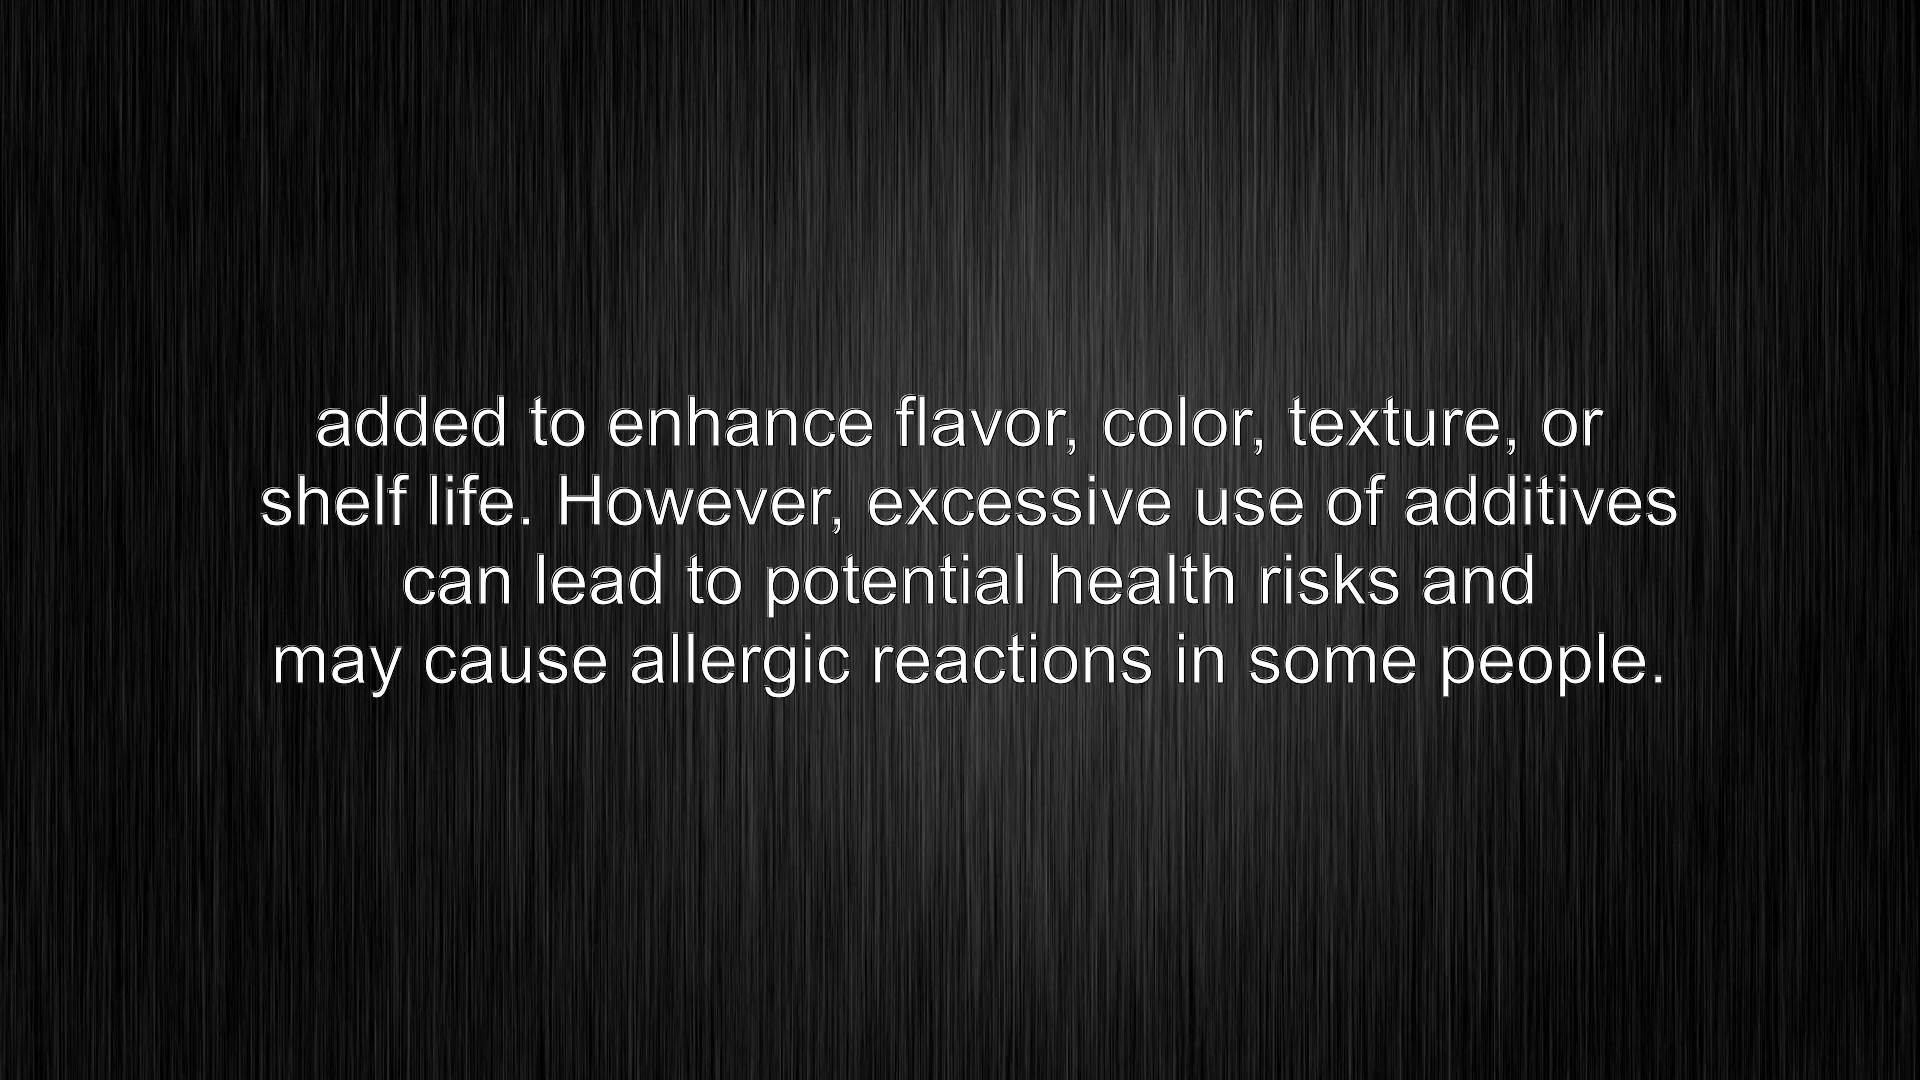 added to enhance flavor, color, texture, or
shelf life. However, excessive use of additives
can lead to potential health risks and
may cause allergic reactions in some people.